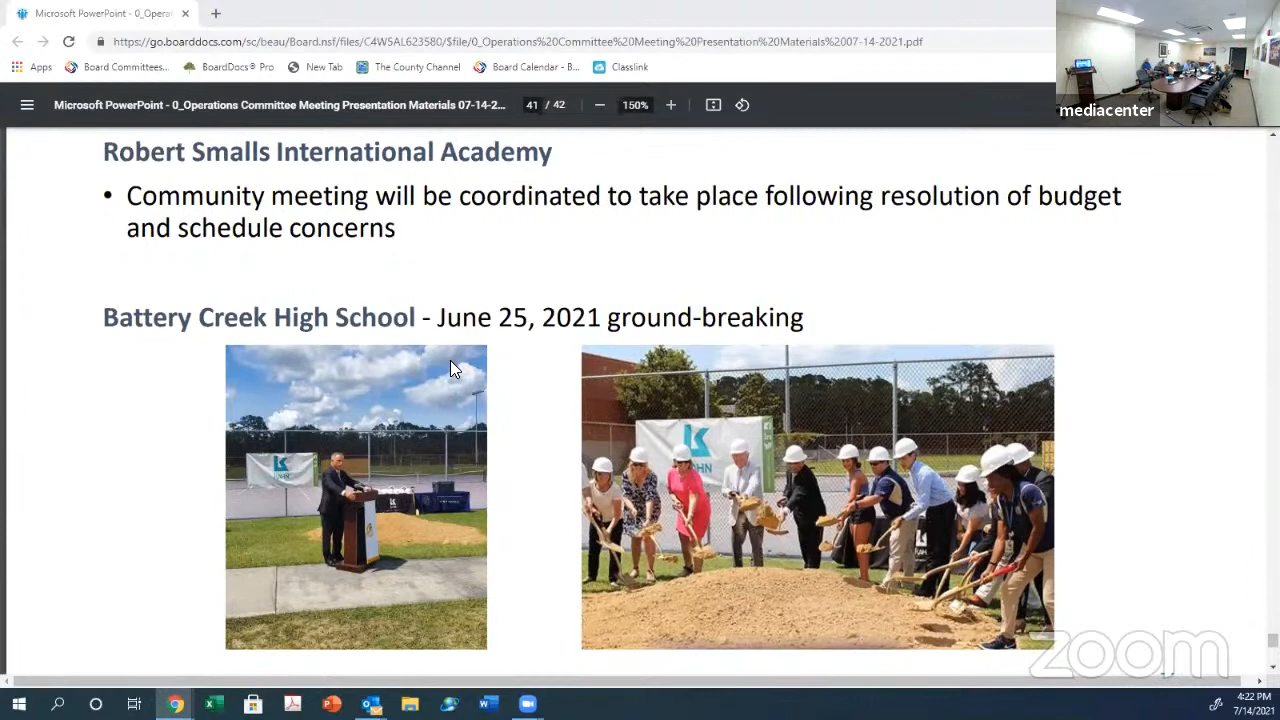 Microsoft PowerPoint - 0_Operat
https://go.boarddocs.com/sc/beau/Board.nsf/files/C4W5AL623580/$file/0_Operations%20Committee%20Meeting%20Presentation%20Materials%2007-14-2021.pdf
Apps
Board Committees...
BoardDocs® Pro
New Tab
The County Channel
Board Calendar - B...
Classlink
Microsoft PowerPoint - 0_Operations Committee Meeting Presentation Materials 07-14-2...
41 / 42
150%
mediacenter
Robert Smalls International Academy
• Community meeting will be coordinated to take place following resolution of budget
and schedule concerns
Battery Creek High School - June 25, 2021 ground-breaking
zoom
4:22 PM
7/14/2021